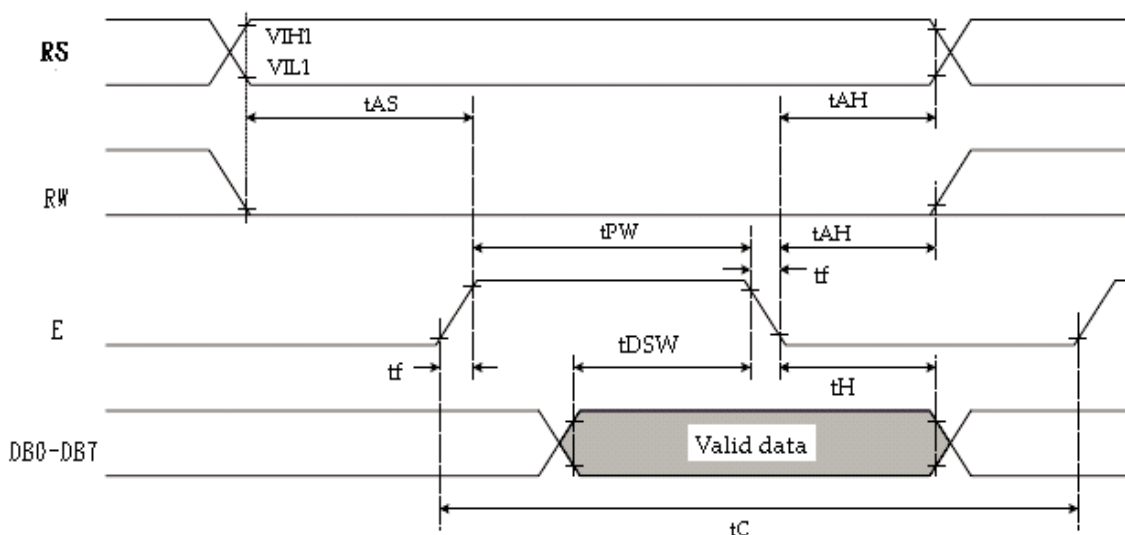 RS
VIH1
VIL1
tAS
tAH
RW
tPW
tAH
tf
E
tDSW
tf
tH
DB0-DB7
Valid data
tC